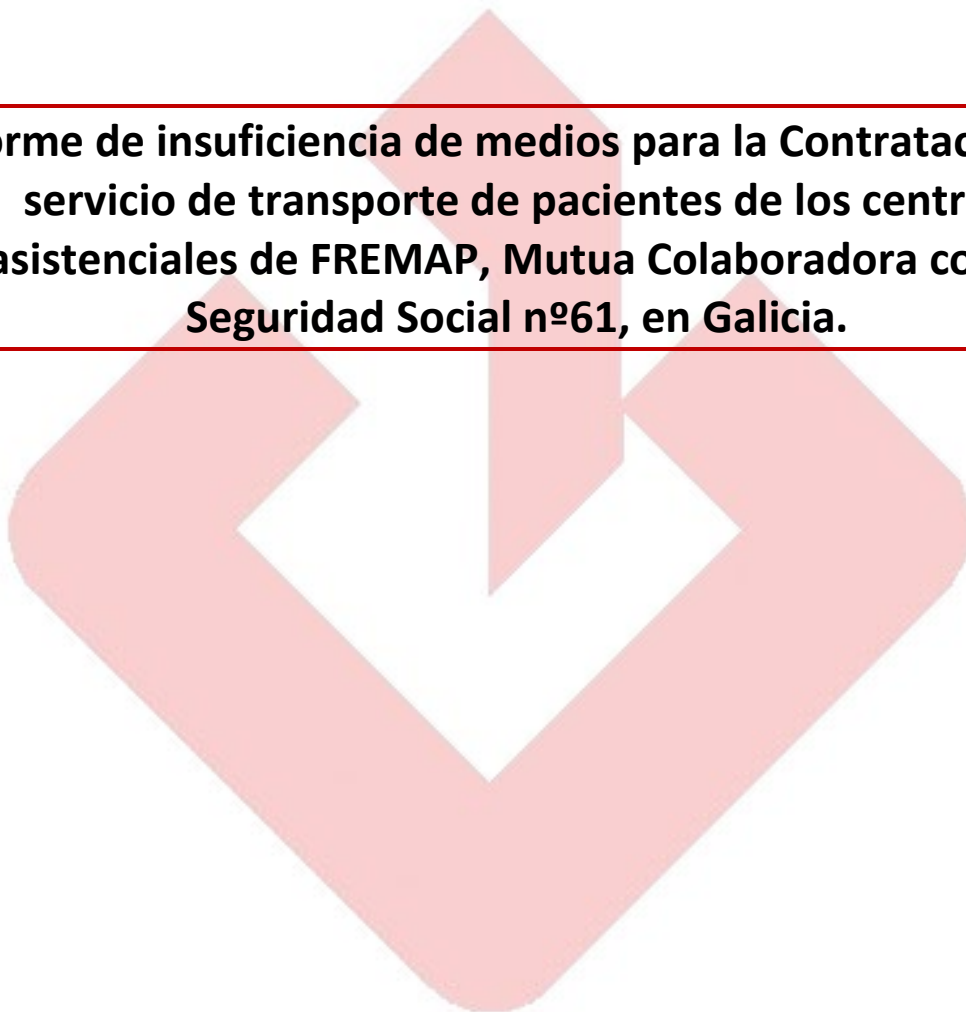 orme de insuficiencia de medios para la Contratac
servicio de transporte de pacientes de los centr
asistenciales de FREMAP, Mutua Colaboradora co
Seguridad Social nº61, en Galicia.